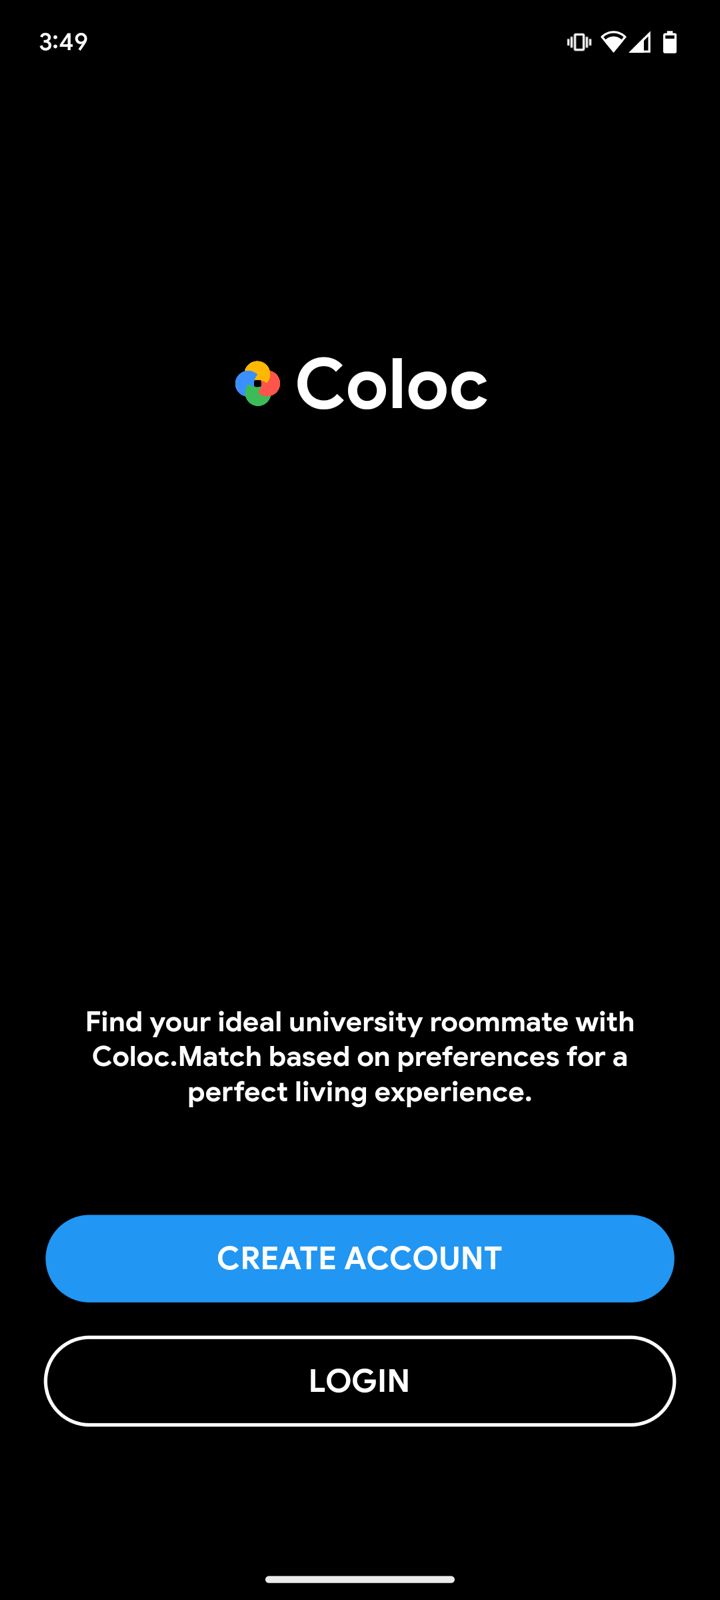 3:49
Coloc
Find your ideal university roommate with
Coloc.Match based on preferences for a
perfect living experience.
CREATE ACCOUNT
LOGIN